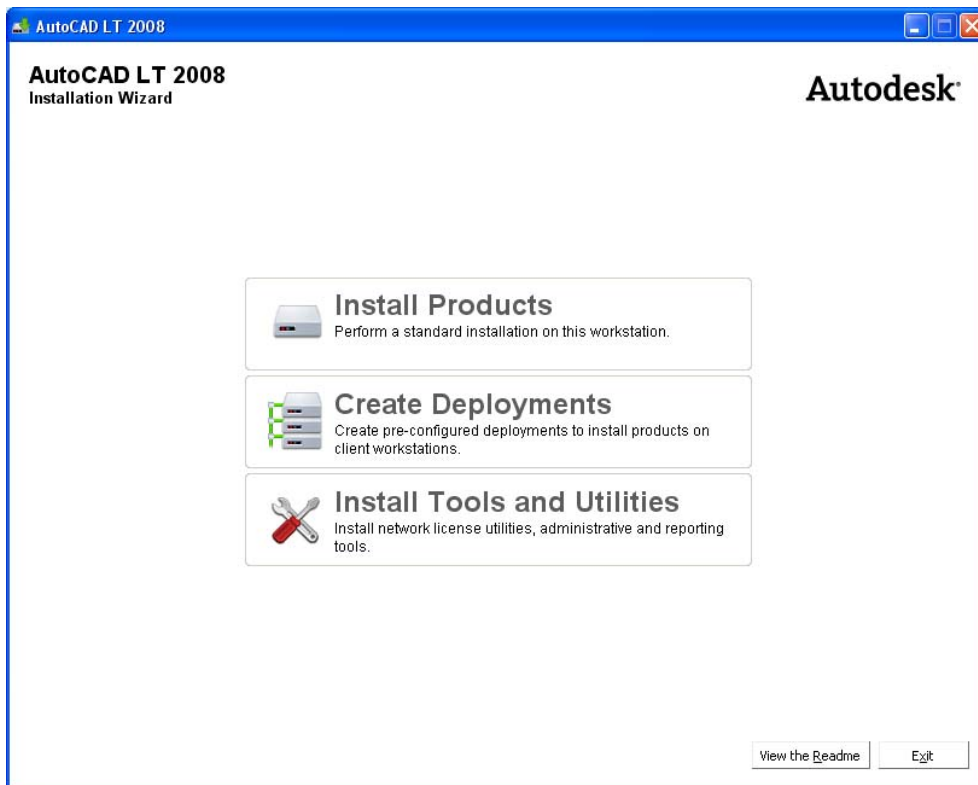 AutoCAD LT 2008
AutoCAD LT 2008
Installation Wizard
Autodesk
Install Products
Perform a standard installation on this workstation.
Create Deployments
Create pre-configured deployments to install products on
client workstations.
Install Tools and Utilities
Install network license utilities, administrative and reporting
tools.
View the Readme
Exit